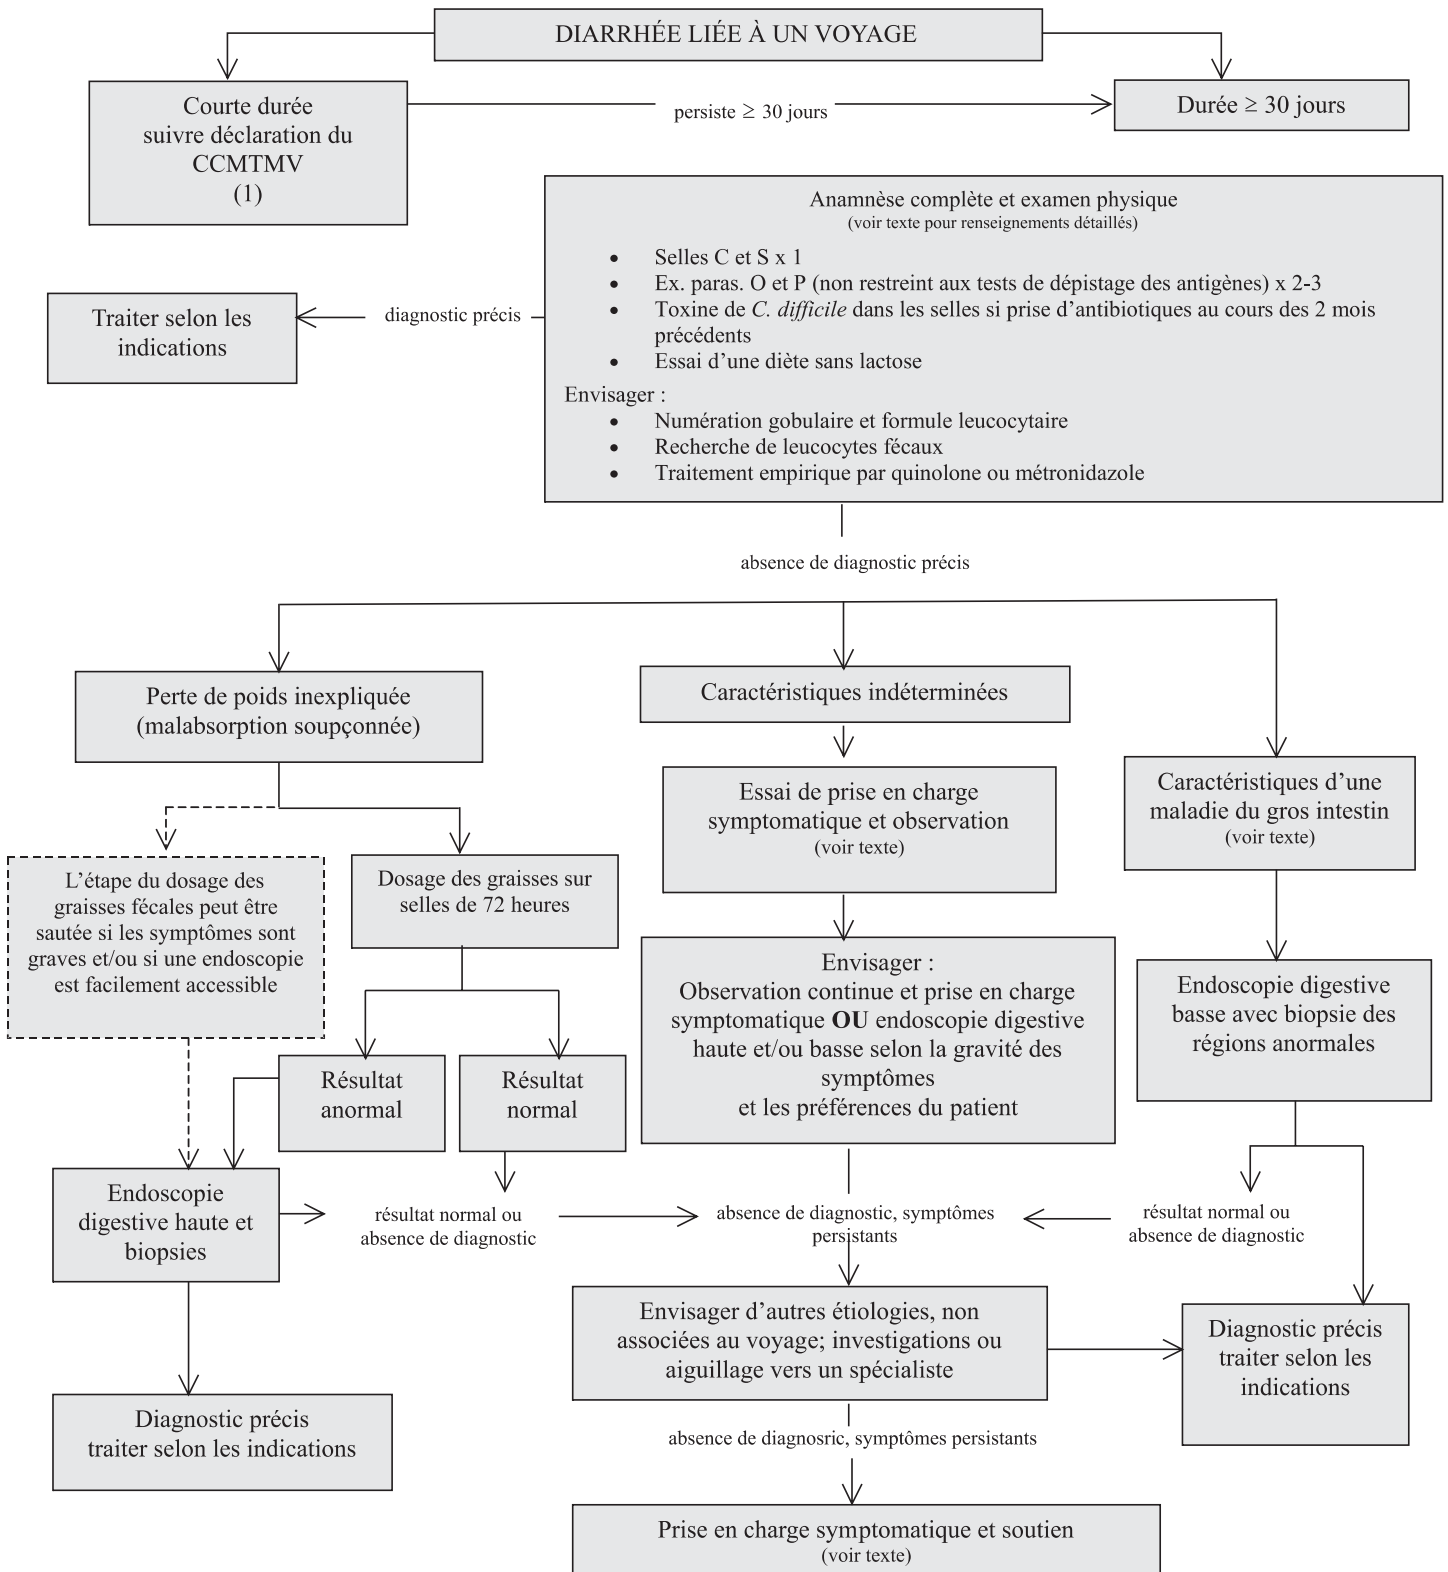 DIARRHÉE LIÉE À UN VOYAGE
Courte durée
suivre déclaration du
CCMTMV
(1)
persiste ≥ 30 jours
Durée ≥ 30 jours
Anamnèse complète et examen physique
(voir texte pour renseignements détaillés)
• Selles C et S x 1
• Ex. paras. O et P (non restreint aux tests de dépistage des antigènes) x 2-3
• Toxine de C. difficile dans les selles si prise d’antibiotiques au cours des 2 mois
précédents
• Essai d’une diète sans lactose
Envisager :
• Numération gobulaire et formule leucocytaire
• Recherche de leucocytes fécaux
• Traitement empirique par quinolone ou métronidazole
diagnostic précis
Traiter selon les
indications
absence de diagnostic précis
Perte de poids inexpliquée
(malabsorption soupçonnée)
Caractéristiques indéterminées
Caractéristiques d’une
maladie du gros intestin
(voir texte)
Essai de prise en charge
symptomatique et observation
(voir texte)
L’étape du dosage des
graisses fécales peut être
sautée si les symptômes sont
graves et/ou si une endoscopie
est facilement accessible
Dosage des graisses sur
selles de 72 heures
Envisager :
Observation continue et prise en charge
symptomatique OU endoscopie digestive
haute et/ou basse selon la gravité des
symptômes
et les préférences du patient
Endoscopie digestive
basse avec biopsie des
régions anormales
Résultat
anormal
Résultat
normal
Endoscopie
digestive haute et
biopsies
résultat normal ou
absence de diagnostic
absence de diagnostic, symptômes
persistants
résultat normal ou
absence de diagnostic
Envisager d’autres étiologies, non
associées au voyage; investigations ou
aiguillage vers un spécialiste
Diagnostic précis
traiter selon les
indications
Diagnostic précis
traiter selon les indications
absence de diagnosric, symptômes persistants
Prise en charge symptomatique et soutien
(voir texte)